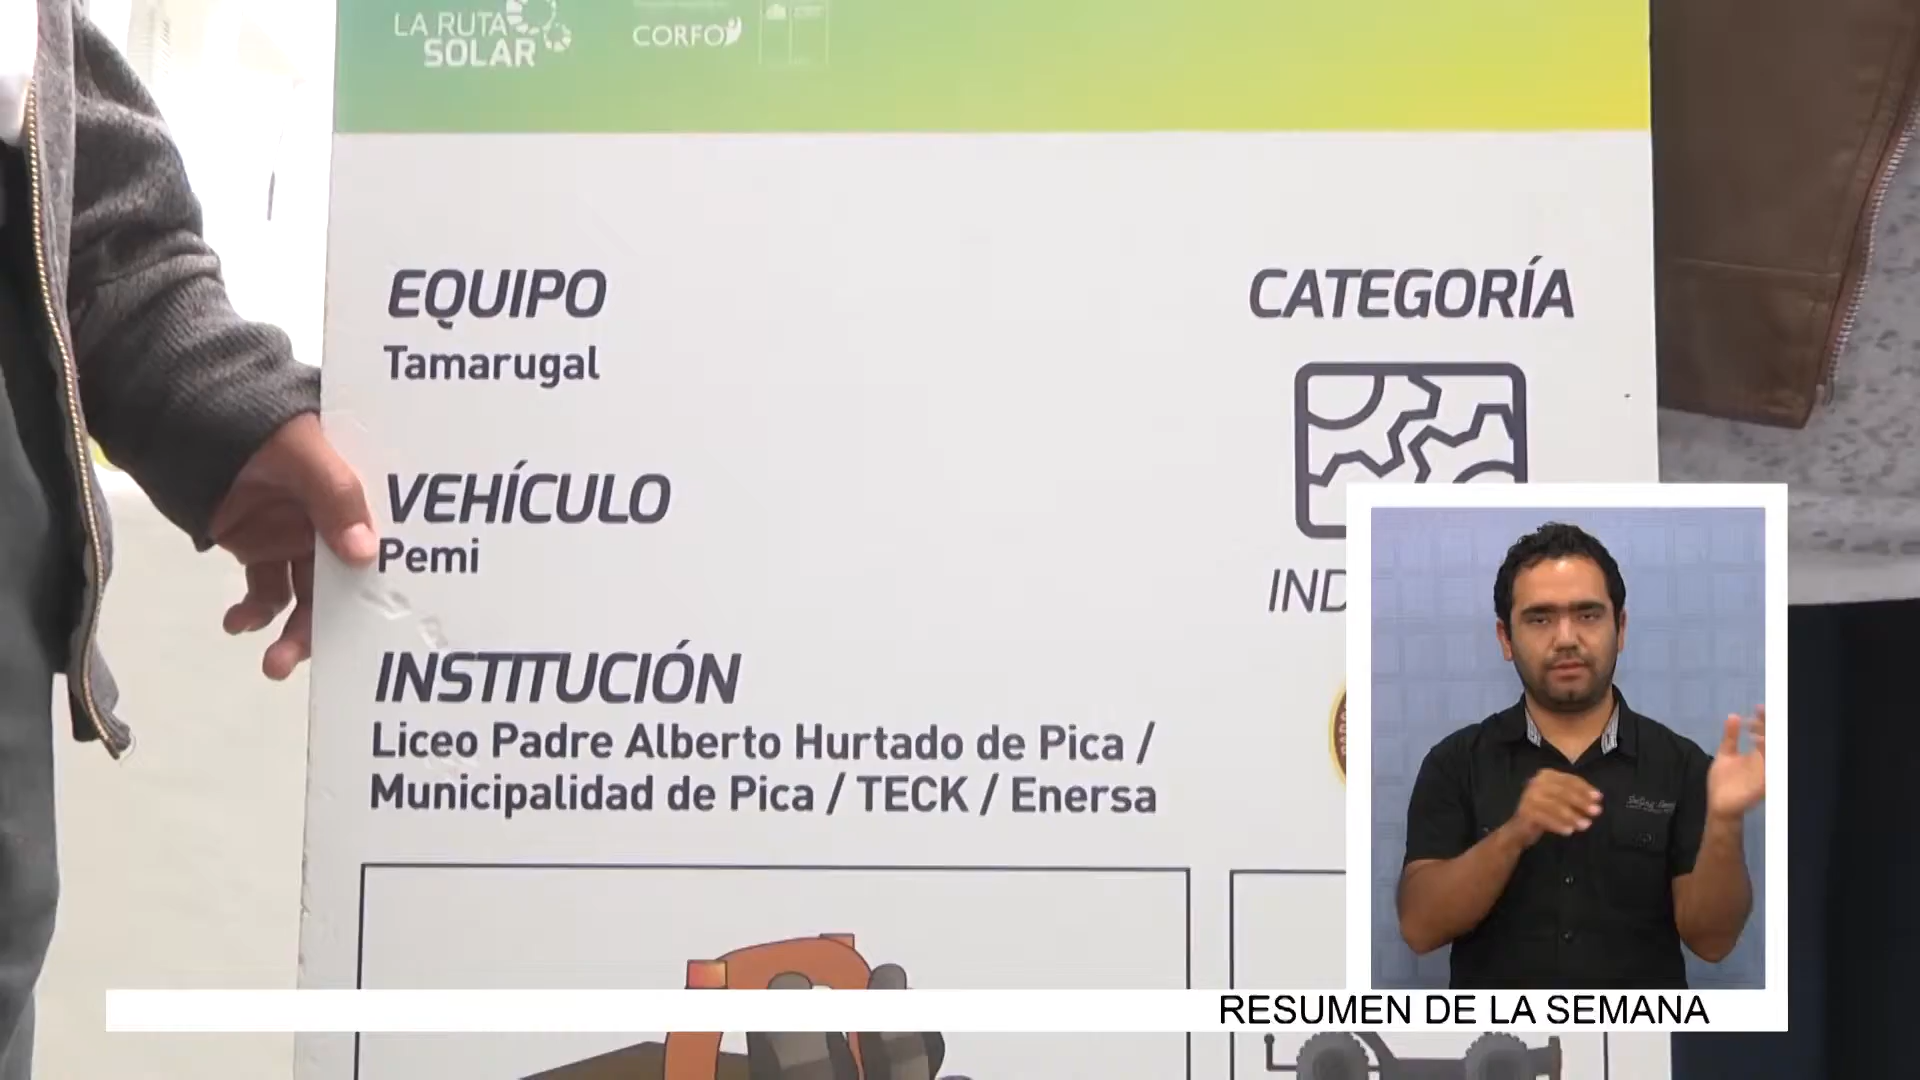 LA RUTA
SOLAR
CORFO
EQUIPO
Tamarugal
CATEGORÍA
VEHÍCULO
Pemi
IND
INSTITUCIÓN
Liceo Padre Alberto Hurtado de Pica /
Municipalidad de Pica / TECK / Enersa
RESUMEN DE LA SEMANA